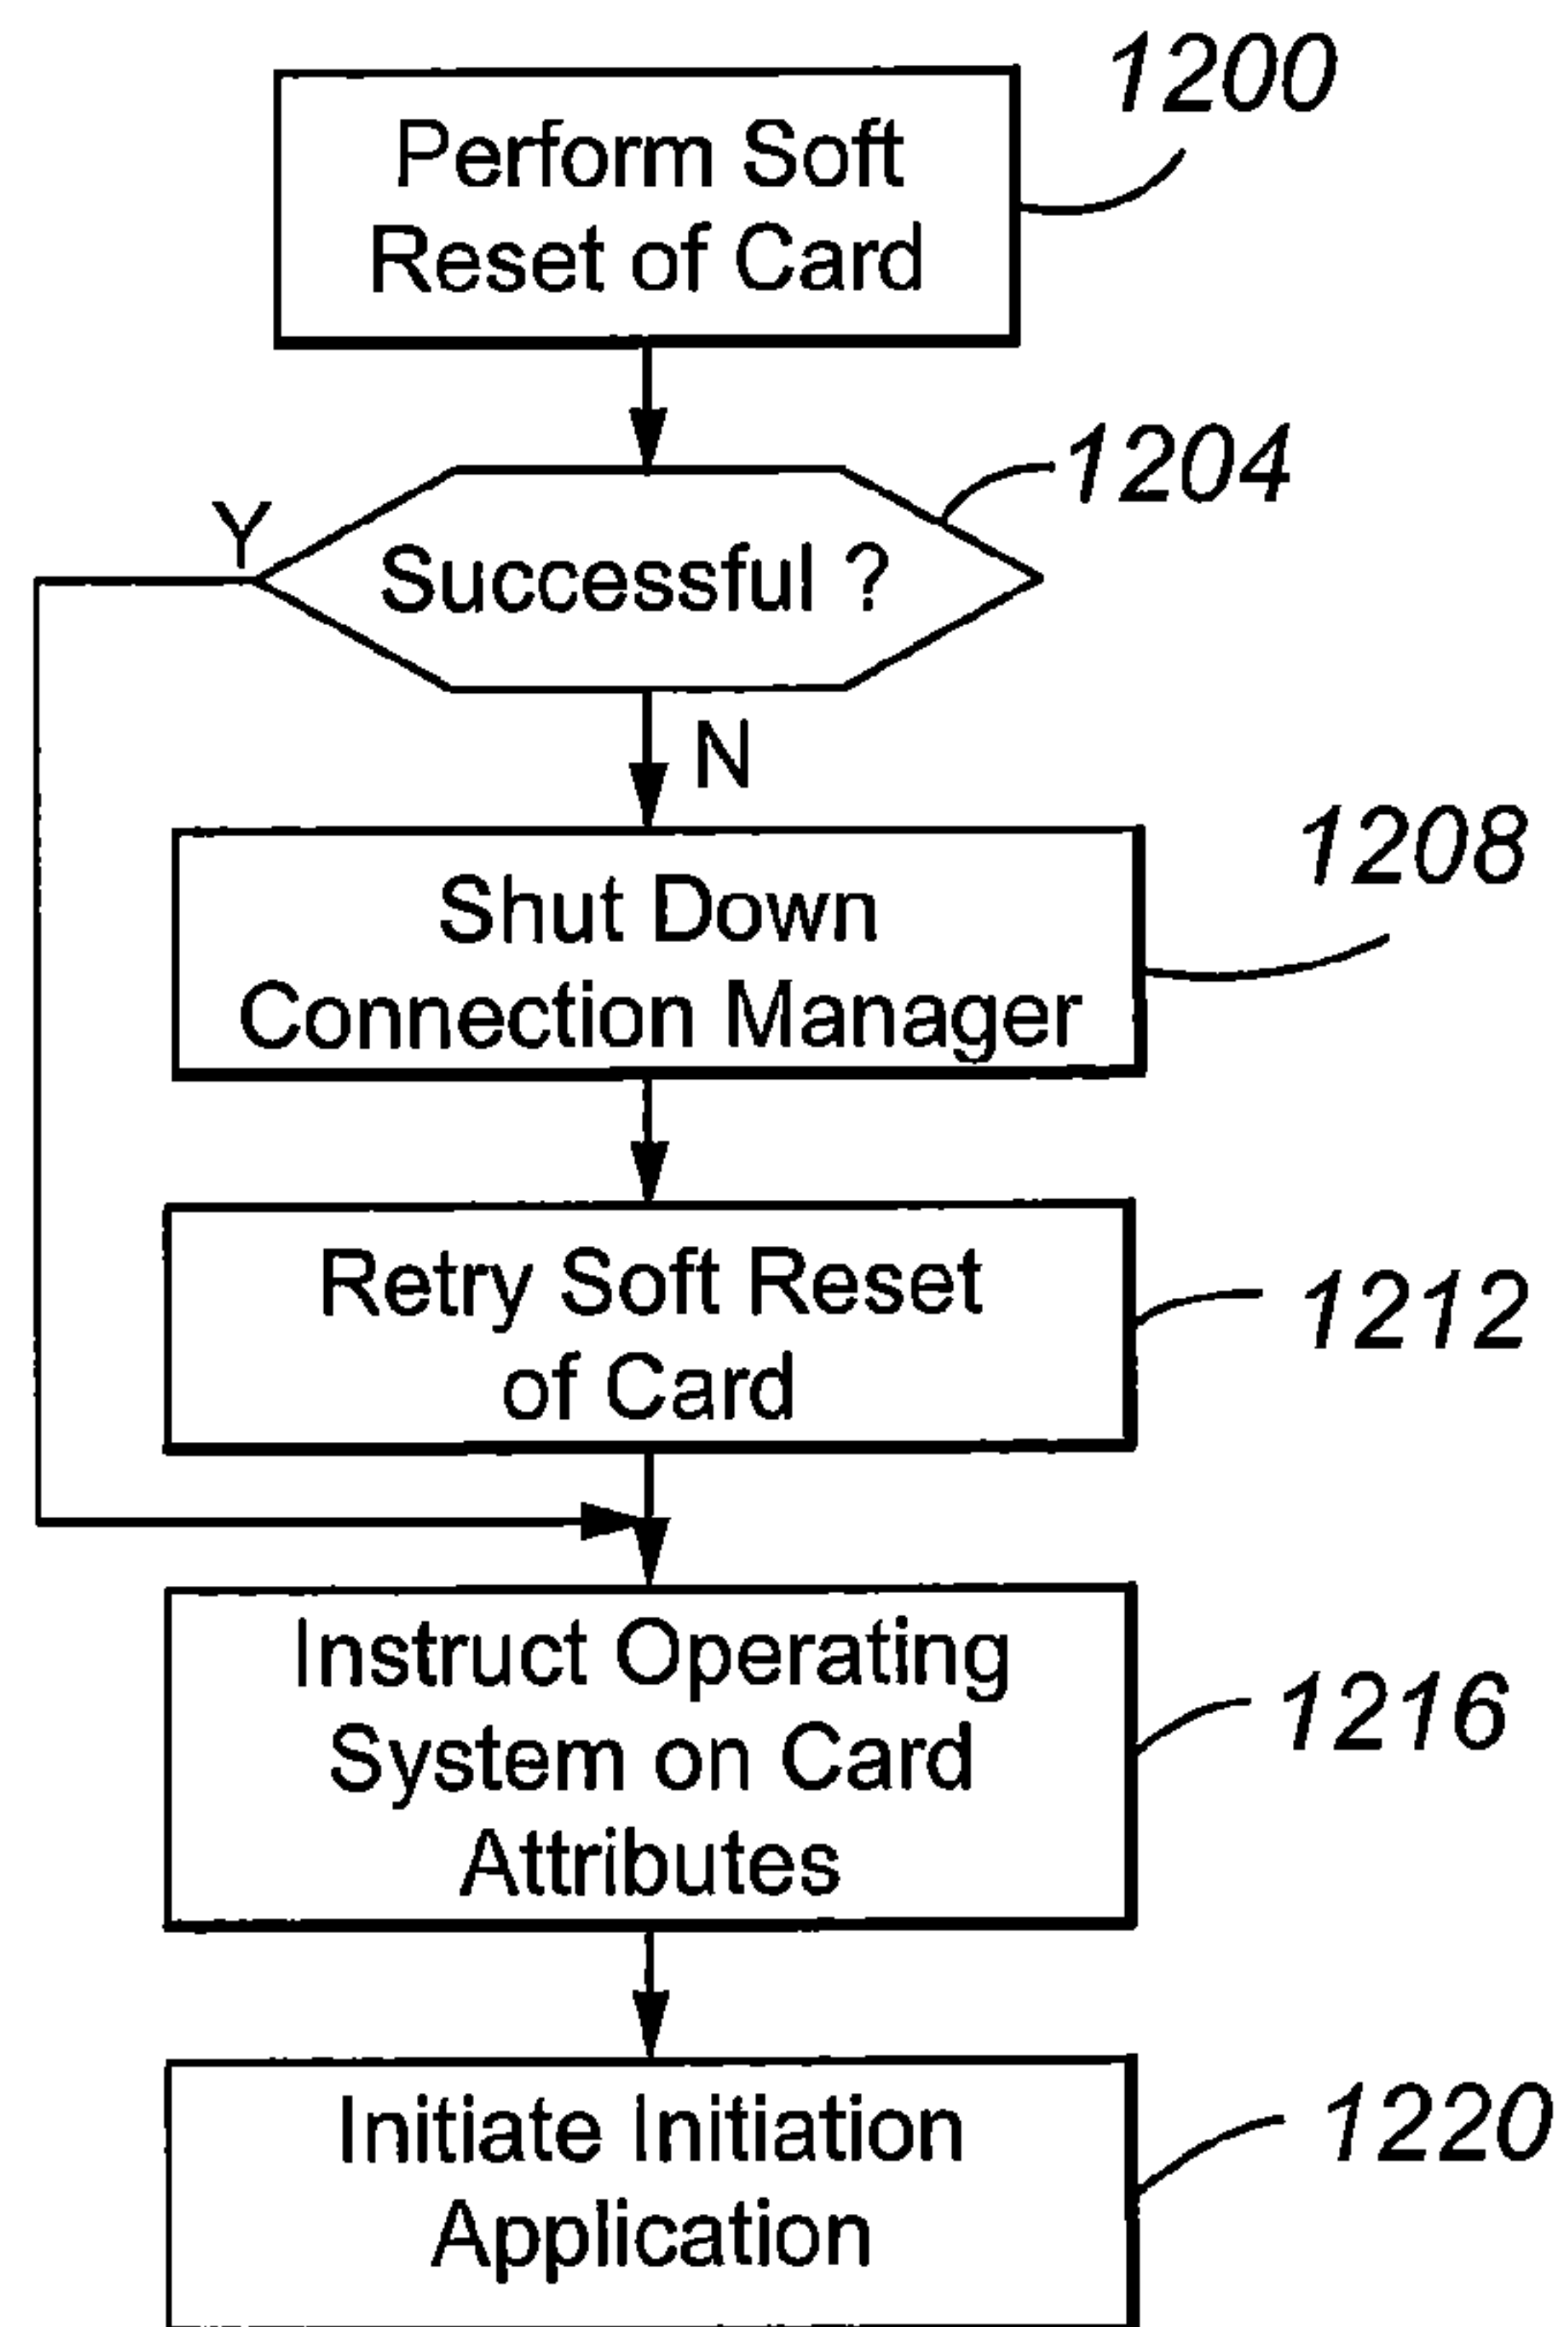 1200
Perform Soft
Reset of Card
1204
Y
Successful ?
N
1208
Shut Down
Connection Manager
Retry Soft Reset
1212
of Card
Instruct Operating
1216
System on Card
Attributes
Initiate Initiation
1220
Application